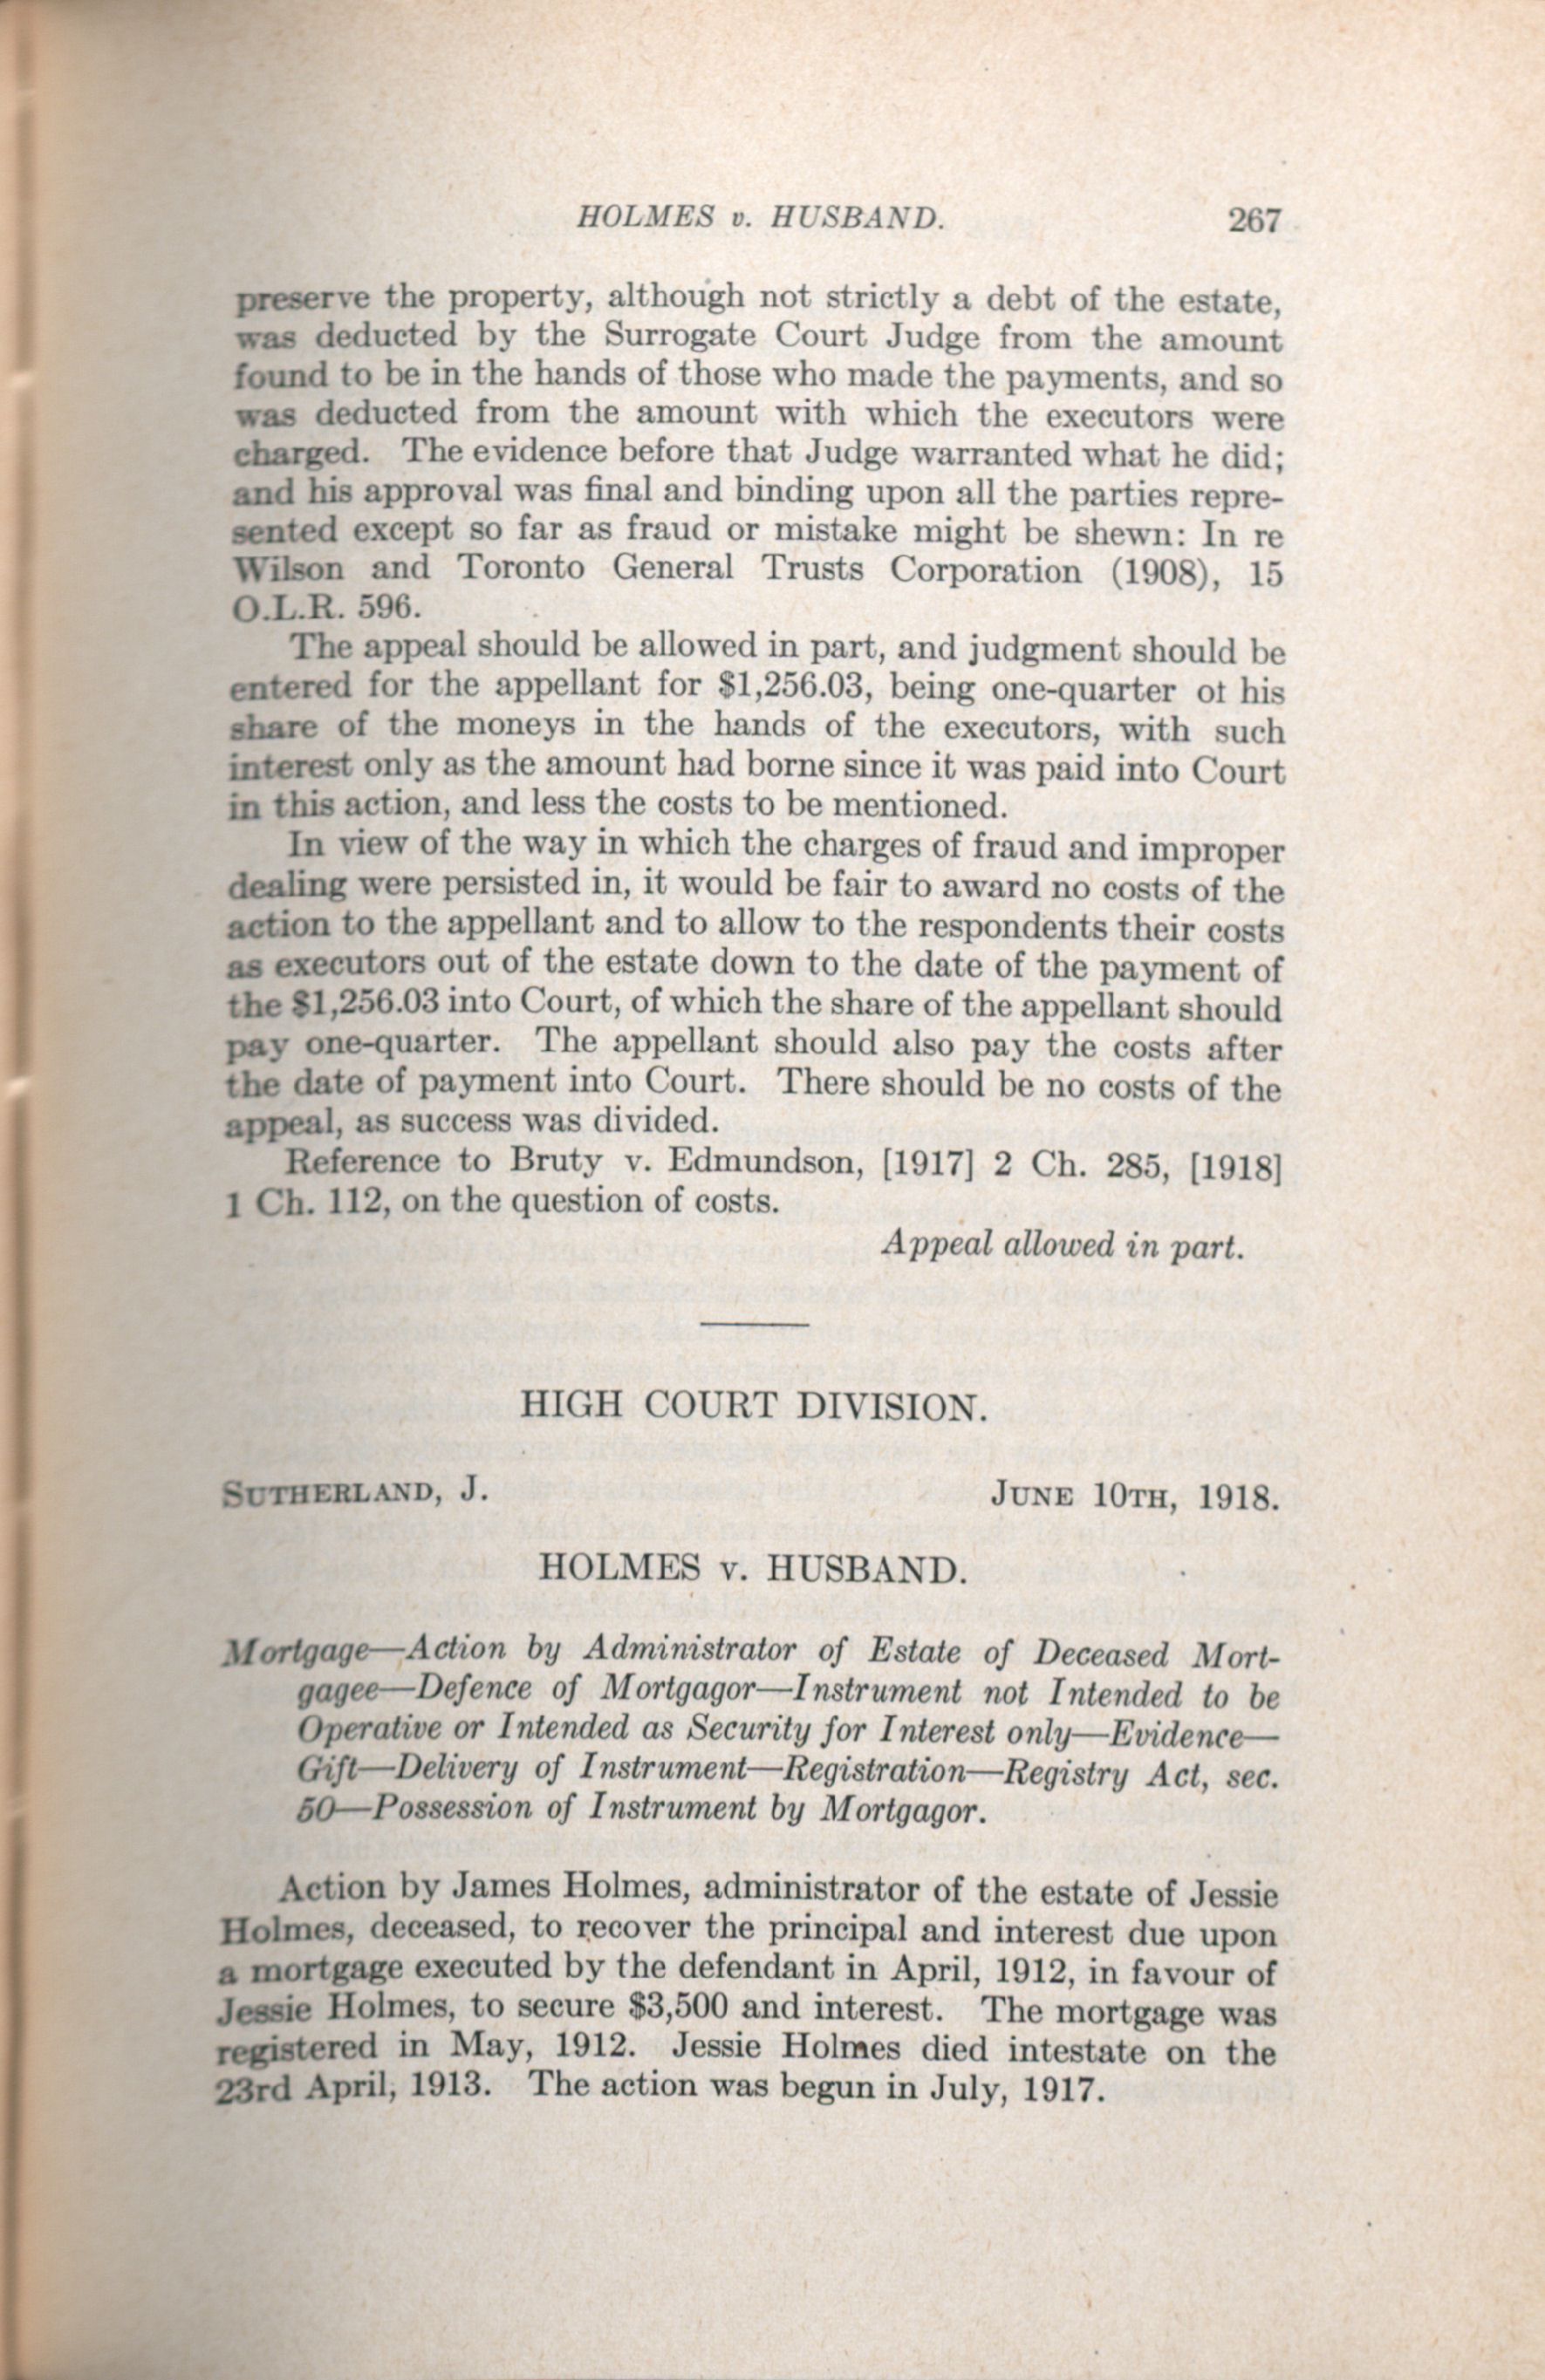 HOLMES v. HUSBAND. 267
preserve the property, although not strictly a debt of the estate,
was deducted by the Surrogate Court Judge from the amount
found to be in the hands of those who made the payments, and so
was deducted from the amount with which the executors were
charged. The evidence before that Judge warranted what he did;
and his approval was final and binding upon all the parties repre-
sented except so far as fraud or mistake might be shewn: In re
Wilson and Toronto General Trusts Corporation (1908), 15
O.L.R. 596.
The appeal should be allowed in part, and judgment should be
entered for the appellant for $1,256.03, being one-quarter of his
share of the moneys in the hands of the executors, with such
interest only as the amount had borne since it was paid into Court
in this action, and less the costs to be mentioned.
In view of the way in which the charges of fraud and improper
dealing were persisted in, it would be fair to award no costs of the
action to the appellant and to allow to the respondents their costs
as executors out of the estate down to the date of the payment of
the $1,256.03 into Court, of which the share of the appellant should
pay one-quarter. The appellant should also pay the costs after
the date of payment into Court. There should be no costs of the
appeal, as success was divided.
Reference to Bruty v. Edmundson, [1917] 2 Ch. 285, [1918]
1 Ch. 112, on the question of costs.
Appeal allowed in part.
HIGH COURT DIVISION.
SUTHERLAND, J. JUNE 10TH, 1918.
HOLMES v. HUSBAND.
Mortgage—Action by Administrator of Estate of Deceased Mort-
gagee—Defence of Mortgagor—Instrument not Intended to be
Operative or Intended as Security for Interest only—Evidence—
Gift—Delivery of Instrument—Registration—Registry Act, sec.
50—Possession of Instrument by Mortgagor.
Action by James Holmes, administrator of the estate of Jessie
Holmes, deceased, to recover the principal and interest due upon
a mortgage executed by the defendant in April, 1912, in favour of
Jessie Holmes, to secure $3,500 and interest. The mortgage was
registered in May, 1912. Jessie Holmes died intestate on the
23rd April, 1913. The action was begun in July, 1917.